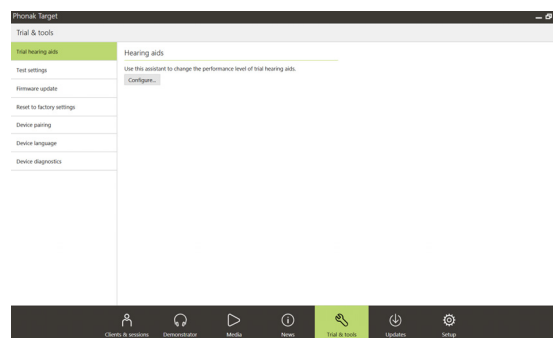 Phonak Target
Trial & tools
Trial hearing aids
Test settings
Firmware update
Reset to factory settings
Device pairing
Device language
Device diagnostics
Hearing aids
Use this assistant to change the performance level of trial hearing aids.
Configure...
Clients & sessions Demonstrator Media News Trial & tools Updates Setup